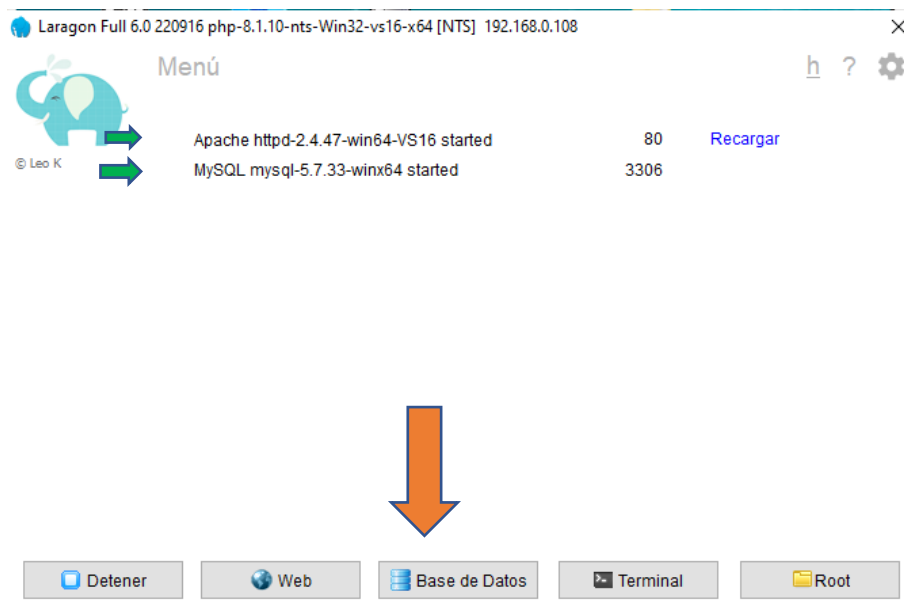 Laragon Full 6.0 220916 php-8.1.10-nts-Win32-vs16-x64 [NTS] 192.168.0.108
Menú h ?
Apache httpd-2.4.47-win64-VS16 started 80 Recargar
© Leo K
MySQL mysql-5.7.33-winx64 started 3306
Detener Web Base de Datos Terminal Root